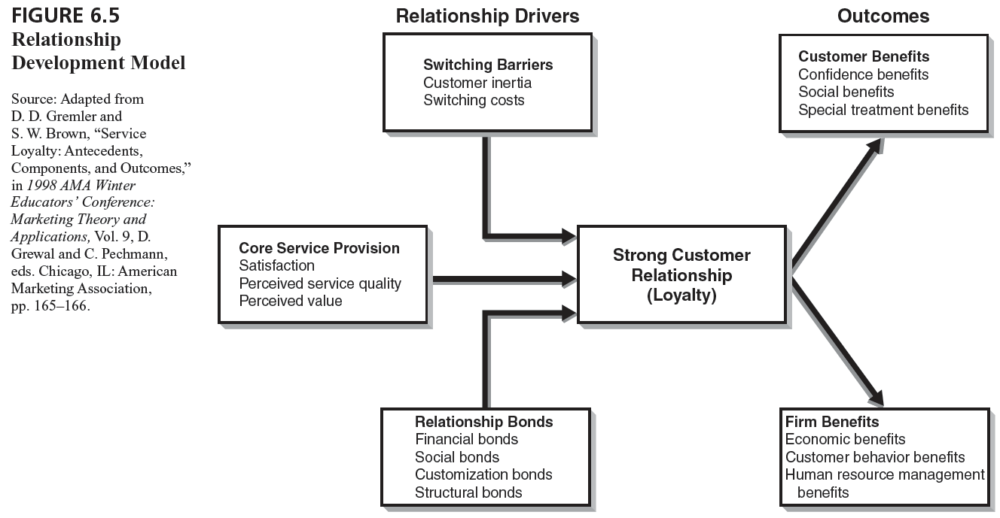 FIGURE 6.5
Relationship
Development Model
Source: Adapted from
D. D. Gremler and
S. W. Brown, “Service
Loyalty: Antecedents,
Components, and Outcomes,”
in 1998 AMA Winter
Educators’ Conference:
Marketing Theory and
Applications, Vol. 9, D.
Grewal and C. Pechmann,
eds. Chicago, IL: American
Marketing Association,
pp. 165–166.
Relationship Drivers
Switching Barriers
Customer inertia
Switching costs
Core Service Provision
Satisfaction
Perceived service quality
Perceived value
Relationship Bonds
Financial bonds
Social bonds
Customization bonds
Structural bonds
Strong Customer
Relationship
(Loyalty)
Outcomes
Customer Benefits
Confidence benefits
Social benefits
Special treatment benefits
Firm Benefits
Economic benefits
Customer behavior benefits
Human resource management
benefits